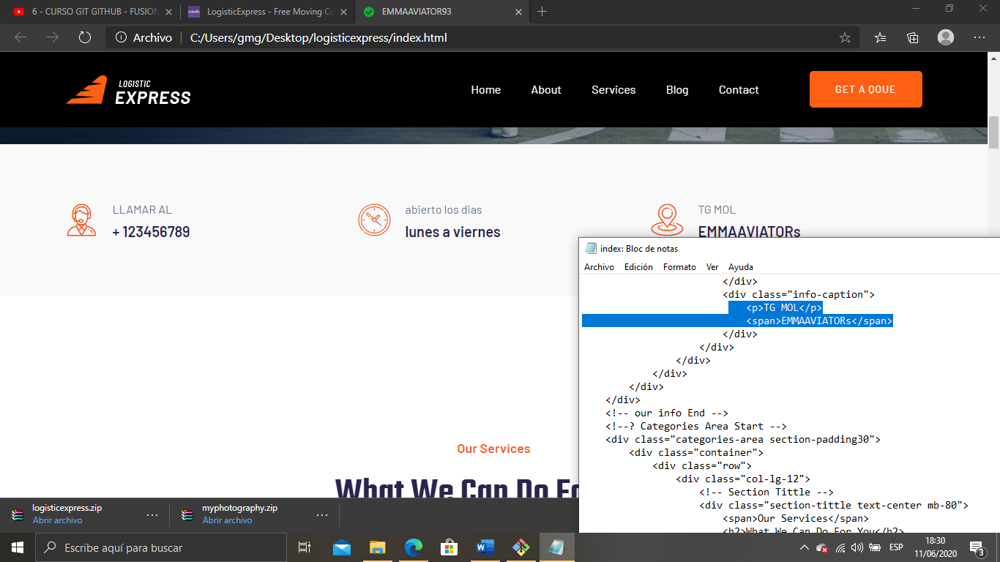 6 - CURSO GIT GITHUB - FUSION
LogisticExpress - Free Moving Co
EMMAAVIATOR93
Archivo
C:/Users/gmg/Desktop/logisticexpress/index.html
LOGISTIC
EXPRESS
Home
About
Services
Blog
Contact
GET A QOUE
LLAMAR AL
+ 123456789
abierto los dias
lunes a viernes
TG MOL
EMMAAVIATORs
Our Services
What We Can Do Fo
index: Bloc de notas
Archivo Edición Formato Ver Ayuda
</div>
<div class="info-caption">
<p>TG MOL</p>
<span>EMMAAVIATORs</span>
</div>
</div>
</div>
</div>
</div>
</div>
<!-- our info End -->
<!--? Categories Area Start -->
<div class="categories-area section-padding30">
<div class="container">
<div class="row">
<div class="col-lg-12">
<!-- Section Tittle -->
<div class="section-tittle text-center mb-80">
<span>Our Services</span>
<h2>What We Can Do For You</h2>
logisticexpress.zip
Abrir archivo
myphotography.zip
Abrir archivo
Escribe aquí para buscar
ESP
18:30
11/06/2020
3